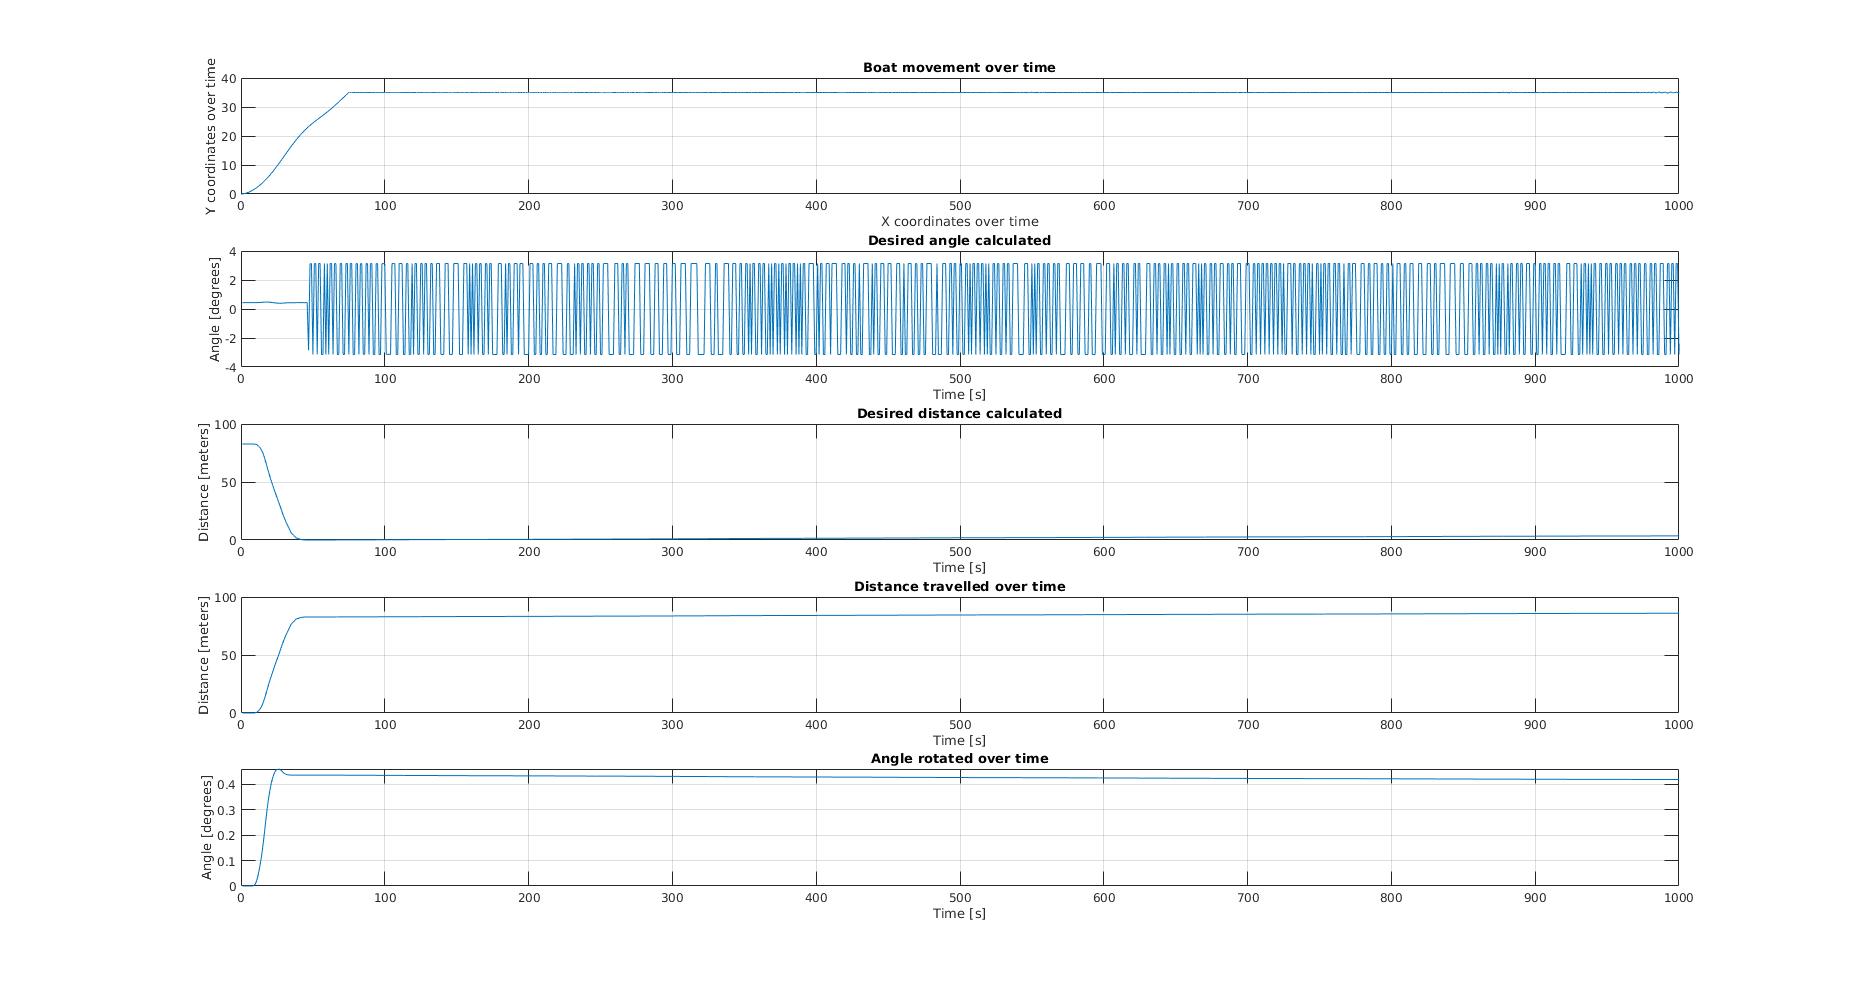 Boat movement over time
Y coordinates over time
40
30
20
10
0
0 100 200 300 400 500 600 700 800 900 1000
X coordinates over time
Desired angle calculated
Angle [degrees]
4
2
0
-2
-4
0 100 200 300 400 500 600 700 800 900 1000
Time [s]
Desired distance calculated
Distance [meters]
100
50
0
0 100 200 300 400 500 600 700 800 900 1000
Time [s]
Distance travelled over time
Distance [meters]
100
50
0
0 100 200 300 400 500 600 700 800 900 1000
Time [s]
Angle rotated over time
Angle [degrees]
0.4
0.3
0.2
0.1
0
0 100 200 300 400 500 600 700 800 900 1000
Time [s]